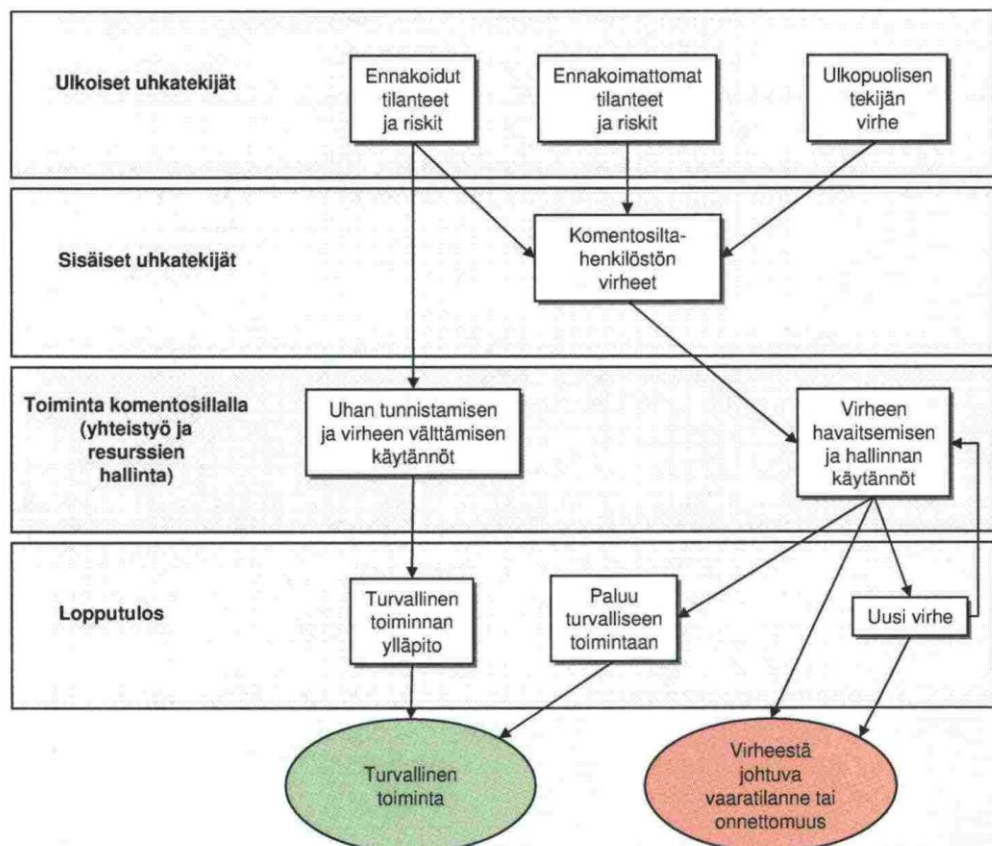 Ulkoiset uhkatekijät
Ennakoidut
tilanteet
ja riskit
Ennakoimattomat
tilanteet
ja riskit
Ulkopuolisen
tekijän
virhe
Sisäiset uhkatekijät
Komentosilta-
henkilöstön
virheet
Toiminta komentosillalla
(yhteistyö ja
resurssien
hallinta)
Uhan tunnistamisen
ja virheen välttämisen
käytännöt
Virheen
havaitsemisen
ja hallinnan
käytännöt
Lopputulos
Turvallinen
toiminnan
ylläpito
Paluu
turvalliseen
toimintaan
Uusi virhe
Turvallinen
toiminta
Virheestä
johtuva
vaaratilanne tai
onnettomuus